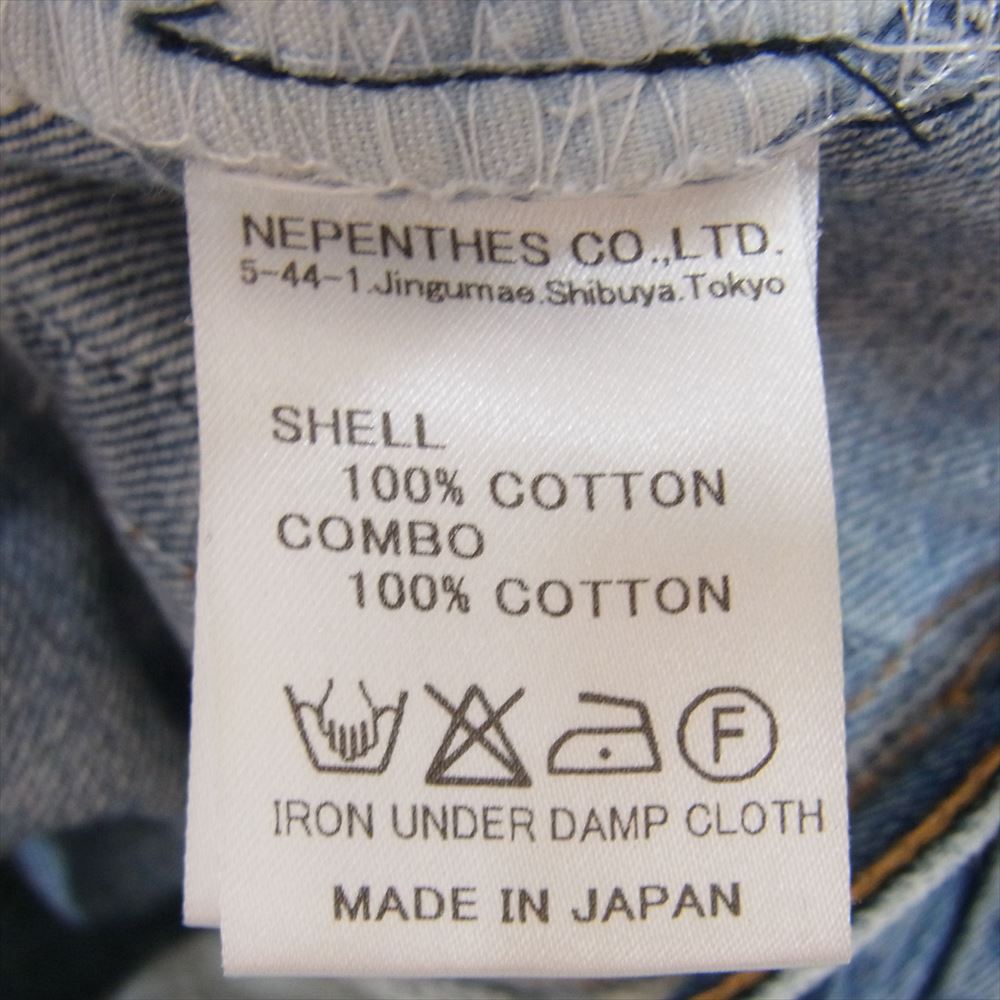 NEPENTHES CO.,LTD.
5-44-1.Jingumae.Shibuya.Tokyo
SHELL
100% COTTON
COMBO
100% COTTON
F
IRON UNDER DAMP CLOTH
MADE IN JAPAN